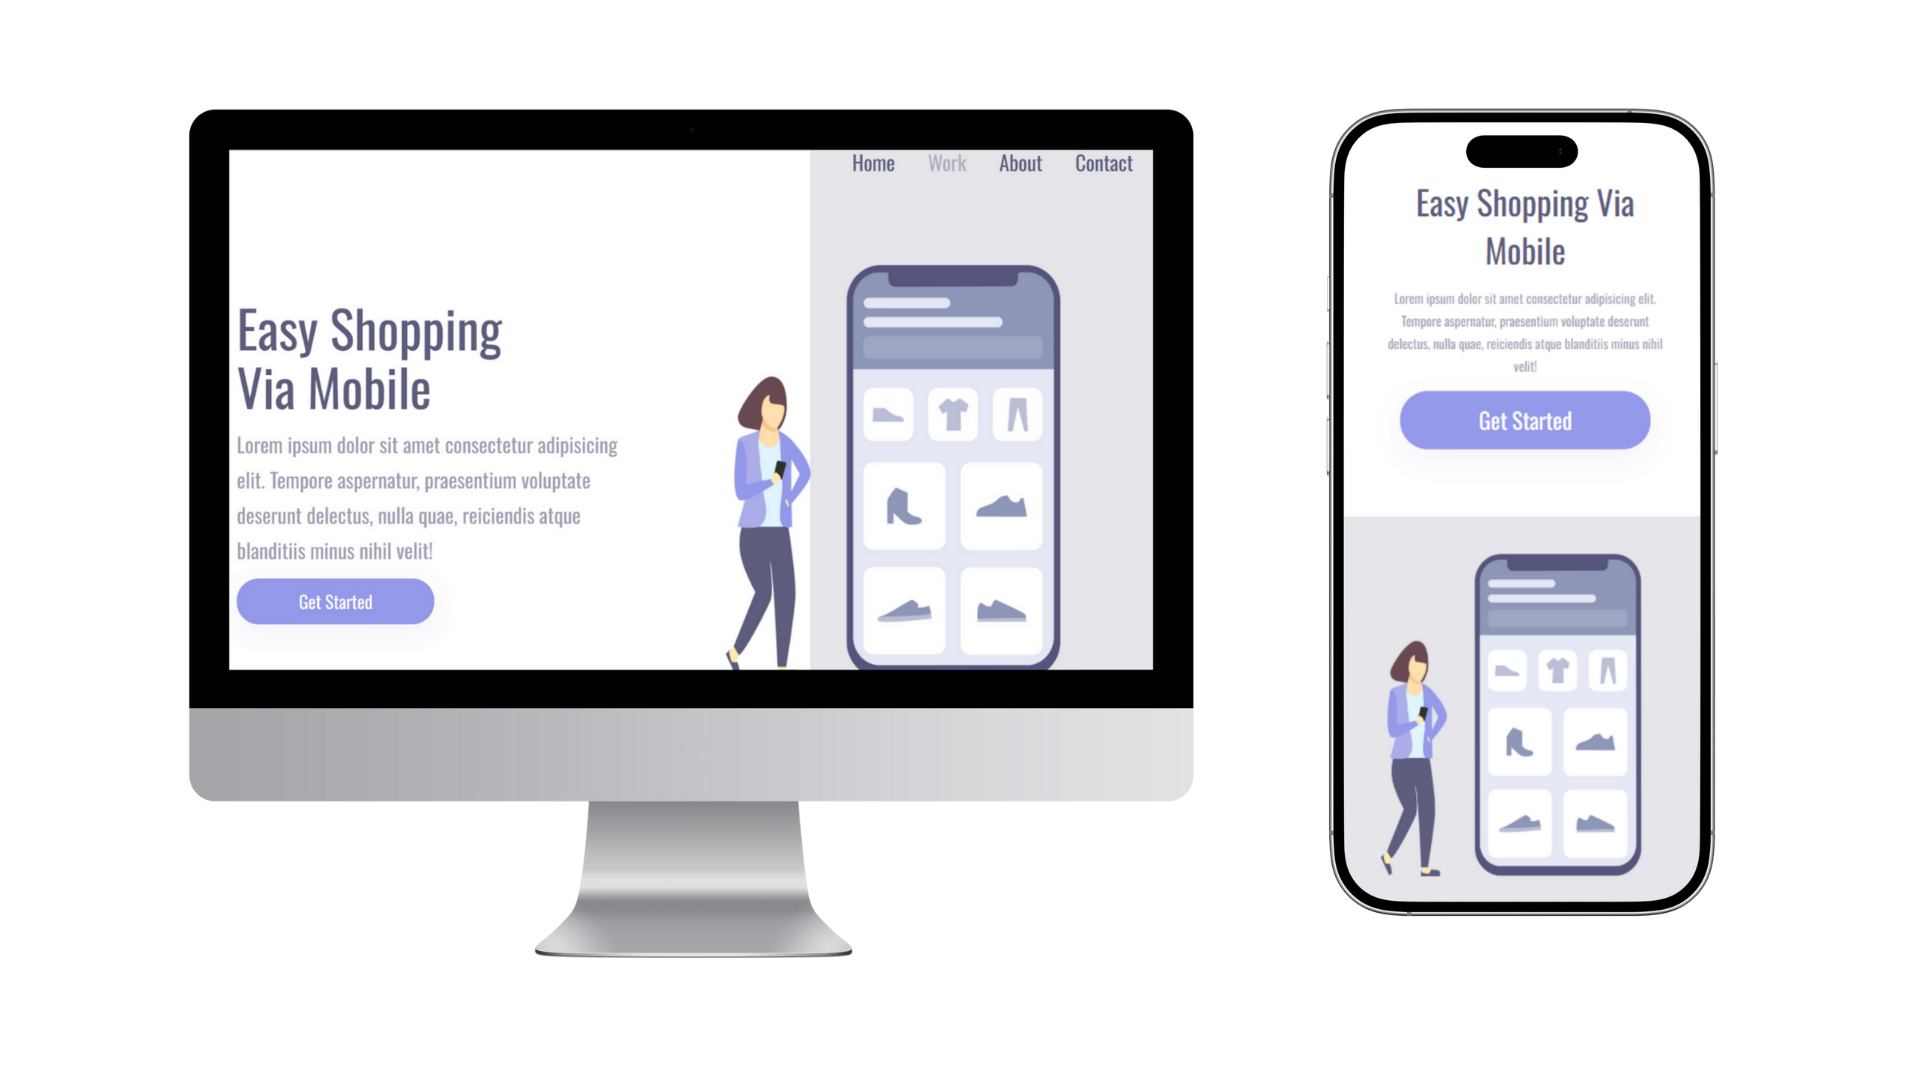 Home Work About Contact
Easy Shopping
Via Mobile
Lorem ipsum dolor sit amet consectetur adipisicing
elit. Tempore aspernatur, praesentium voluptate
deserunt delectus, nulla quae, reiciendis atque
blanditiis minus nihil velit!
Get Started
Easy Shopping Via
Mobile
Lorem ipsum dolor sit amet consectetur adipisicing elit.
Tempore aspernatur, praesentium voluptate deserunt
delectus, nulla quae, reiciendis atque blanditiis minus nihil
velit!
Get Started